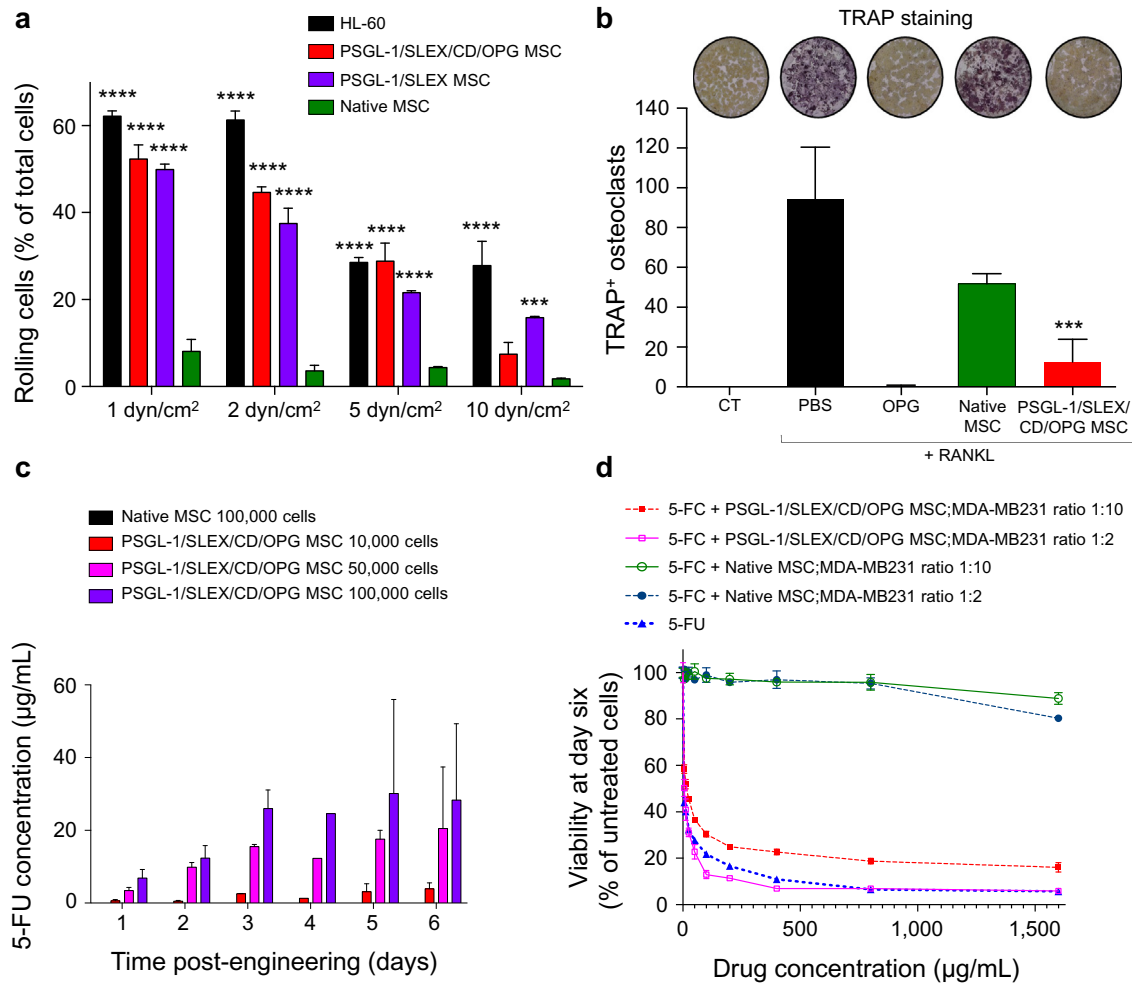 a
HL-60
PSGL-1/SLEX/CD/OPG MSC
PSGL-1/SLEX MSC
Native MSC
Rolling cells (% of total cells)
60
40
20
0
**** **** ****
**** **** ****
**** **** ****
**** ***
1 dyn/cm²
2 dyn/cm²
5 dyn/cm²
10 dyn/cm²
b
TRAP staining
TRAP⁺ osteoclasts
140
120
100
80
60
40
20
0
***
CT
PBS
OPG
Native
MSC
PSGL-1/SLEX/
CD/OPG MSC
+ RANKL
c
Native MSC 100,000 cells
PSGL-1/SLEX/CD/OPG MSC 10,000 cells
PSGL-1/SLEX/CD/OPG MSC 50,000 cells
PSGL-1/SLEX/CD/OPG MSC 100,000 cells
5-FU concentration (µg/mL)
60
40
20
0
1 2 3 4 5 6
Time post-engineering (days)
d
5-FC + PSGL-1/SLEX/CD/OPG MSC;MDA-MB231 ratio 1:10
5-FC + PSGL-1/SLEX/CD/OPG MSC;MDA-MB231 ratio 1:2
5-FC + Native MSC;MDA-MB231 ratio 1:10
5-FC + Native MSC;MDA-MB231 ratio 1:2
5-FU
Viability at day six
(% of untreated cells)
100
80
60
40
20
0
0 500 1,000 1,500
Drug concentration (µg/mL)